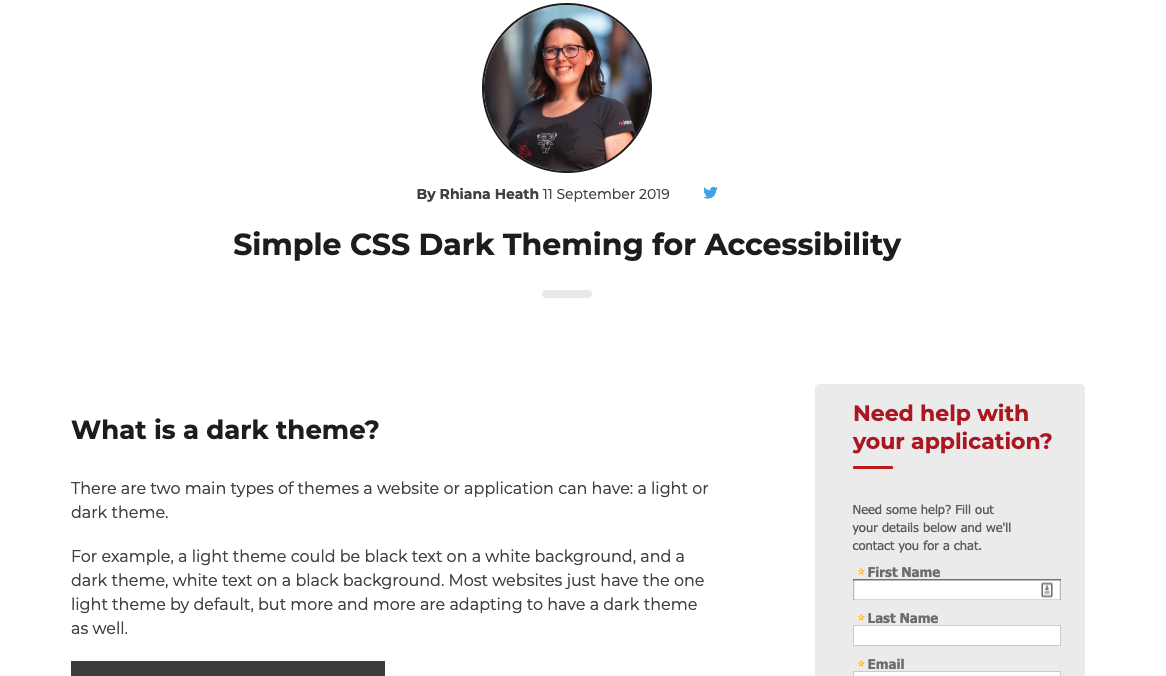 By Rhiana Heath 11 September 2019
Simple CSS Dark Theming for Accessibility
What is a dark theme?
There are two main types of themes a website or application can have: a light or
dark theme.
For example, a light theme could be black text on a white background, and a
dark theme, white text on a black background. Most websites just have the one
light theme by default, but more and more are adapting to have a dark theme
as well.
Need help with
your application?
Need some help? Fill out
your details below and we'll
contact you for a chat.
First Name
Last Name
Email